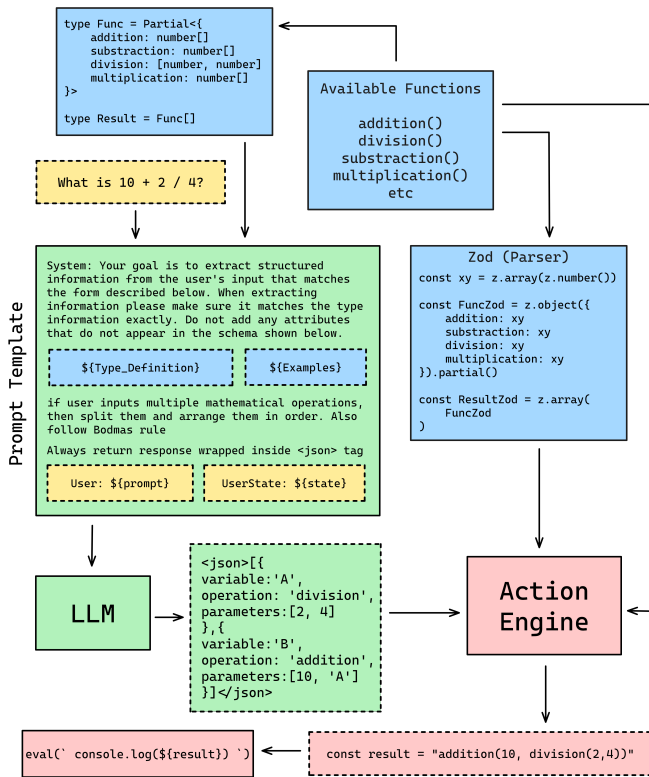 type Func = Partial<{
addition: number[]
substraction: number[]
division: [number, number]
multiplication: number[]
}>
type Result = Func[]
Available Functions
addition()
division()
substraction()
multiplication()
etc
What is 10 + 2 / 4?
Prompt Template
System: Your goal is to extract structured
information from the user's input that matches
the form described below. When extracting
information please make sure it matches the type
information exactly. Do not add any attributes
that do not appear in the schema shown below.
${Type_Definition}
${Examples}
if user inputs multiple mathematical operations,
then split them and arrange them in order. Also
follow Bodmas rule
Always return response wrapped inside <json> tag
User: ${prompt}
UserState: ${state}
Zod (Parser)
const xy = z.array(z.number())
const FuncZod = z.object({
addition: xy
substraction: xy
division: xy
multiplication: xy
}).partial()
const ResultZod = z.array(
FuncZod
)
LLM
<json>[{
variable:'A',
operation: 'division',
parameters:[2, 4]
},{
variable:'B',
operation: 'addition',
parameters:[10, 'A']
}]</json>
Action
Engine
const result = "addition(10, division(2,4))"
eval(` console.log(${result}) `)